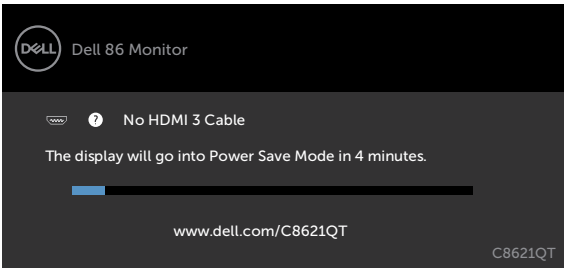 DELL
Dell 86 Monitor
? No HDMI 3 Cable
The display will go into Power Save Mode in 4 minutes.
www.dell.com/C8621QT
C8621QT